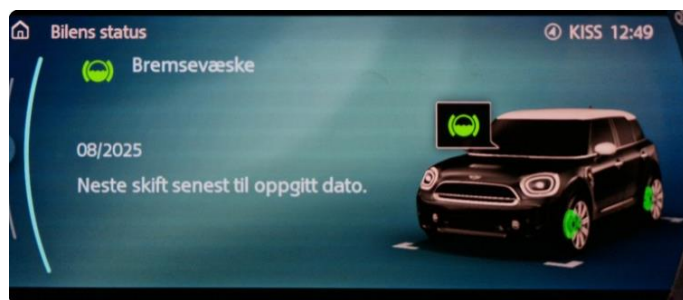 Bilens status
KISS 12:49
Bremsevæske
08/2025
Neste skift senest til oppgitt dato.